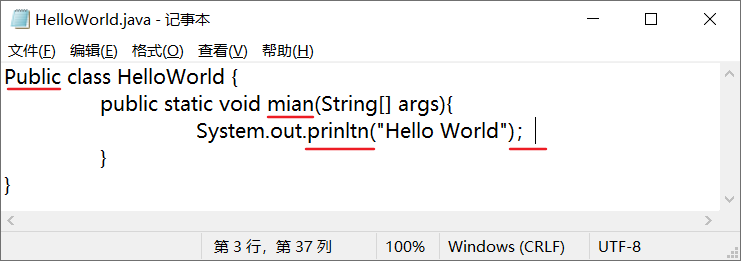 HelloWorld.java - 记事本
文件(F) 编辑(E) 格式(O) 查看(V) 帮助(H)
Public class HelloWorld {
public static void mian(String[] args){
System.out.prinltn("Hello World")；
}
}
第 3 行，第 37 列 100% Windows (CRLF) UTF-8